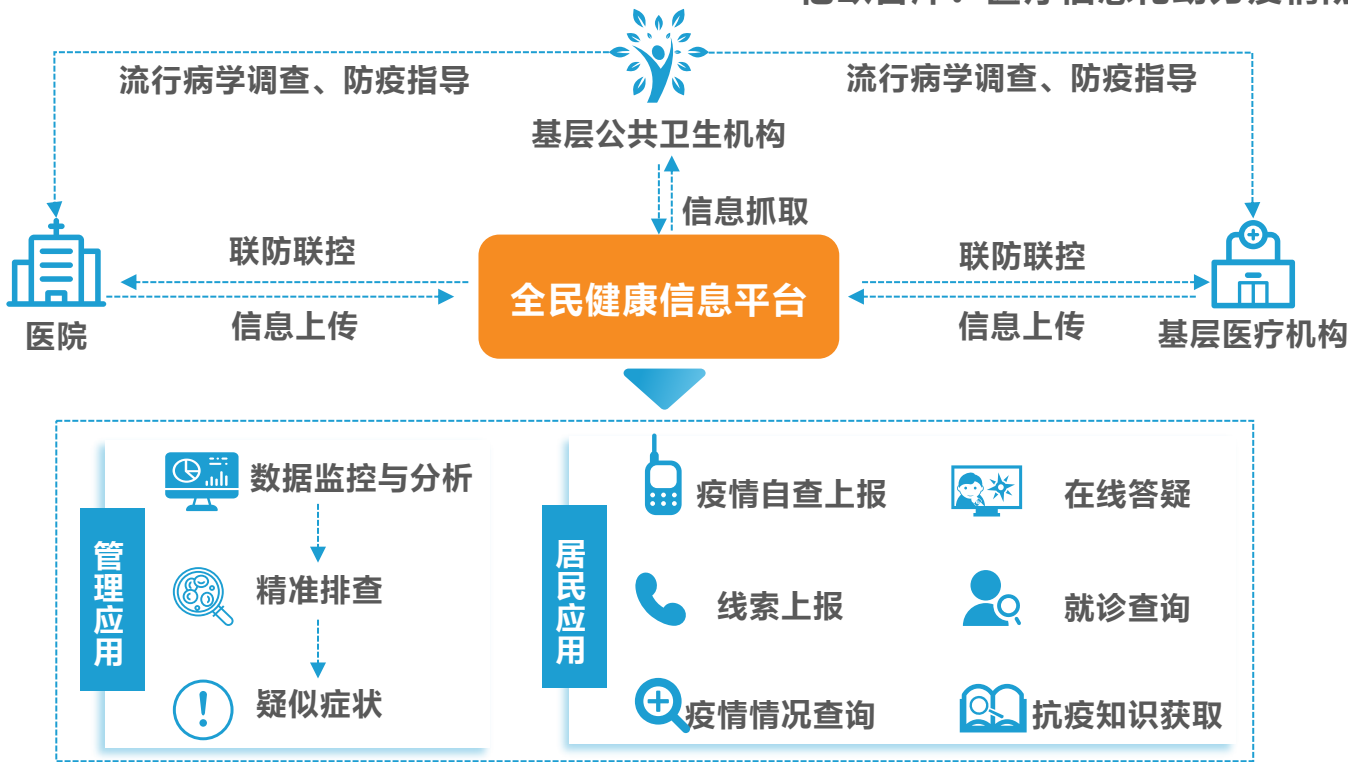 流行病学调查、防疫指导
流行病学调查、防疫指导
基层公共卫生机构
信息抓取
联防联控
联防联控
全民健康信息平台
信息上传
信息上传
医院
基层医疗机构
管理应用
数据监控与分析
精准排查
疑似症状
居民应用
疫情自查上报
在线答疑
线索上报
就诊查询
疫情情况查询
抗疫知识获取